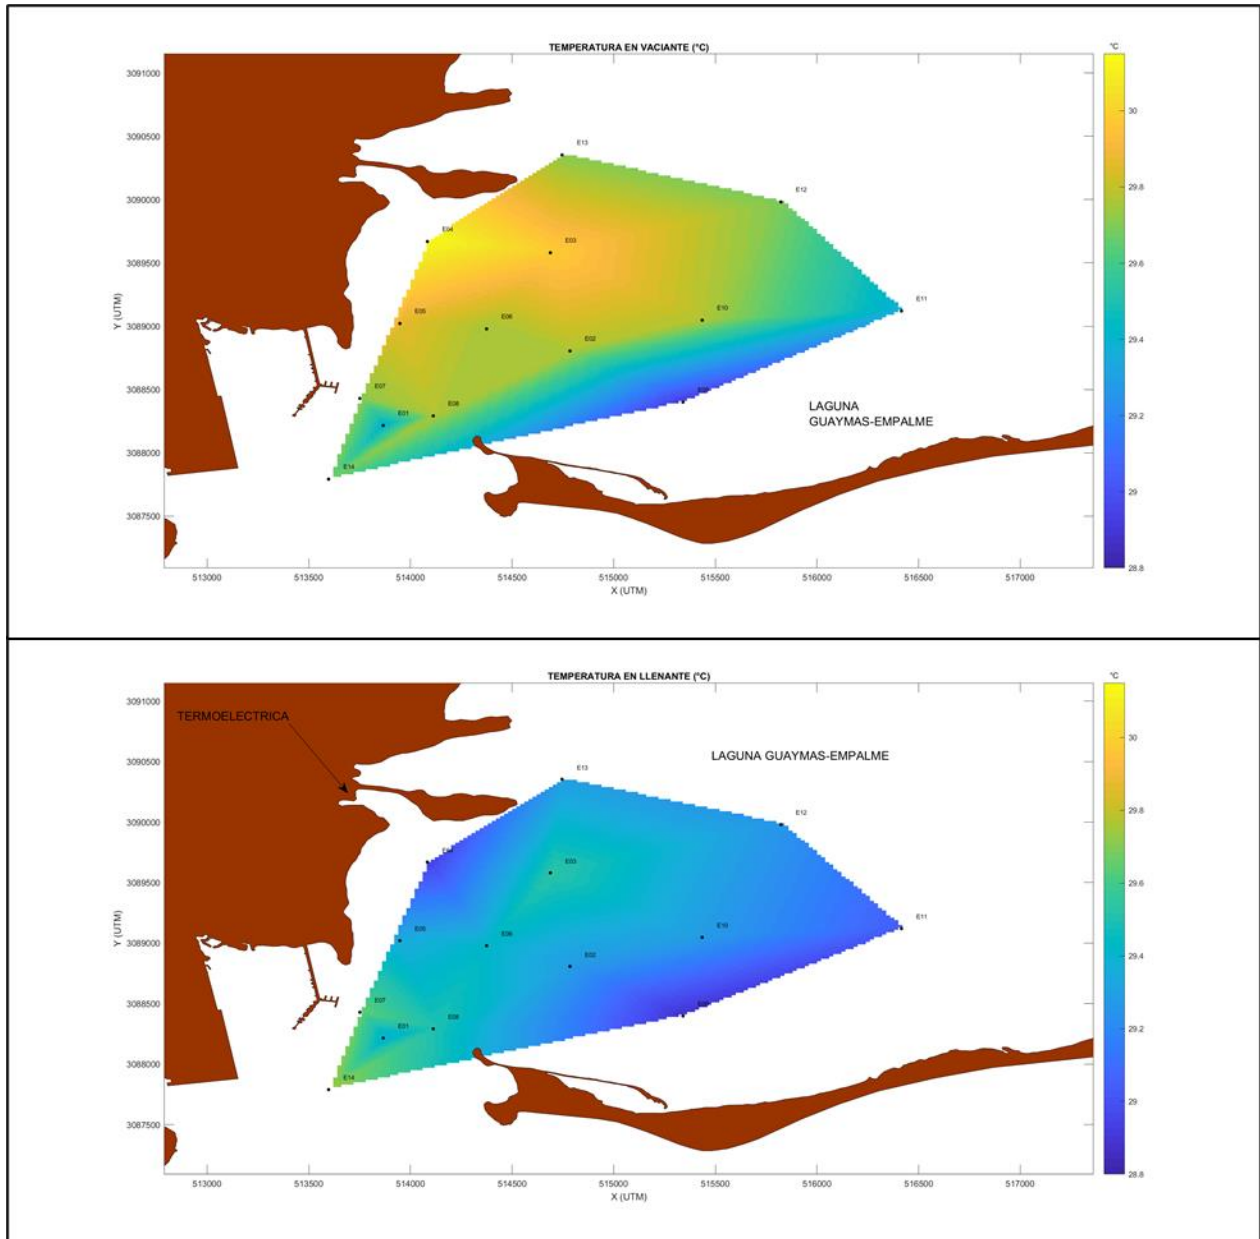 TEMPERATURA EN VACIANTE (°C)
°C
3091000
3090500
3090000
3089500
3089000
3088500
3088000
3087500
Y (UTM)
E13
E12
E04
E03
E11
E05
E06
E10
E02
E07
E08
E01
E14
LAGUNA
GUAYMAS-EMPALME
30
29.8
29.6
29.4
29.2
29
28.8
513000 513500 514000 514500 515000 515500 516000 516500 517000
X (UTM)
TEMPERATURA EN LLENANTE (°C)
°C
3091000
3090500
3090000
3089500
3089000
3088500
3088000
3087500
Y (UTM)
TERMOELECTRICA
LAGUNA GUAYMAS-EMPALME
E13
E12
E04
E03
E11
E05
E06
E10
E02
E07
E01
E14
30
29.8
29.6
29.4
29.2
29
28.8
513000 513500 514000 514500 515000 515500 516000 516500 517000
X (UTM)